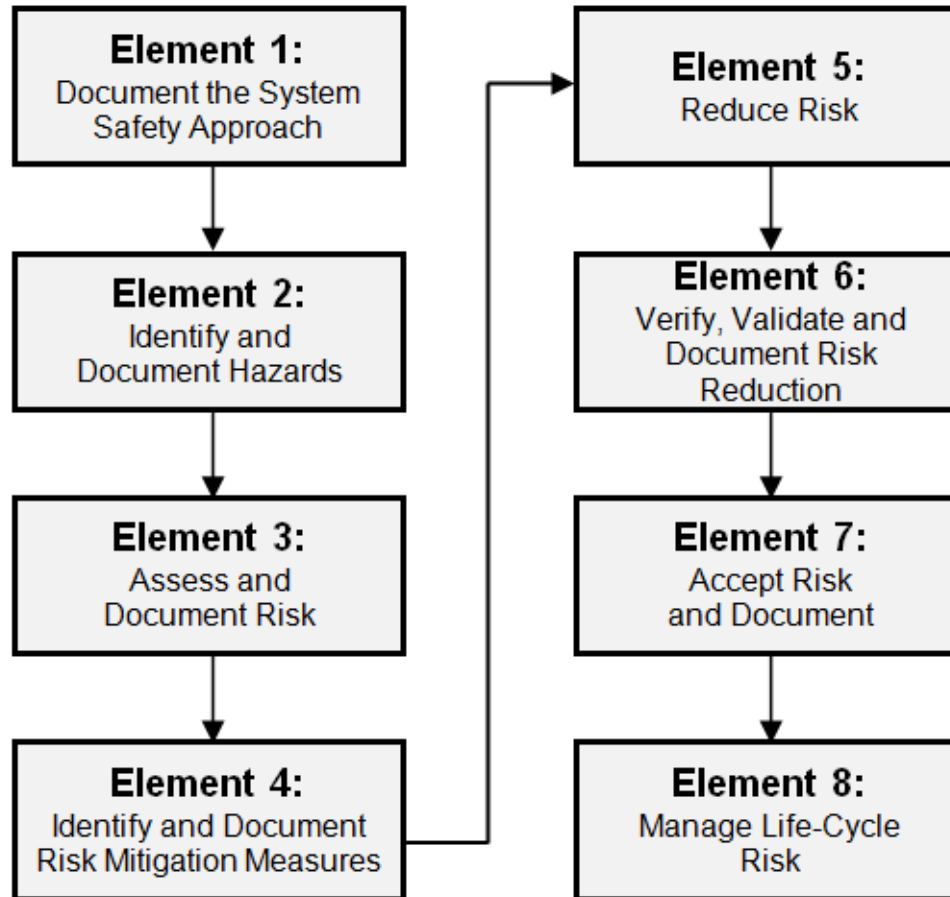 Element 1:
Document the System
Safety Approach
Element 2:
Identify and
Document Hazards
Element 3:
Assess and
Document Risk
Element 4:
Identify and Document
Risk Mitigation Measures
Element 5:
Reduce Risk
Element 6:
Verify, Validate and
Document Risk
Reduction
Element 7:
Accept Risk
and Document
Element 8:
Manage Life-Cycle
Risk